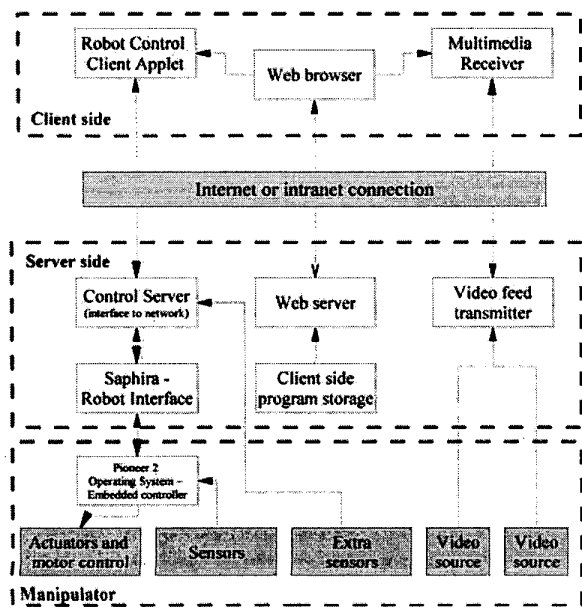 Robot Control
Client Applet
Web browser
Multimedia
Receiver
Client side
Internet or intranet connection
Server side
Control Server
(interface to network)
Web server
Video feed
transmitter
Saphira -
Robot Interface
Client side
program storage
Pioneer 2
Operating System –
Embedded controller
Actuators and
motor control
Sensors
Extra
sensors
Video
source
Video
source
Manipulator